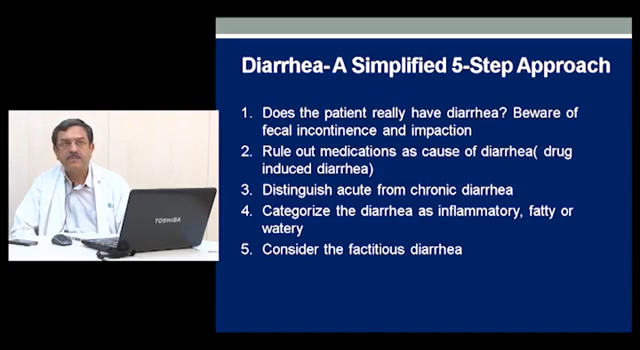 Diarrhea- A Simplified 5-Step Approach
1. Does the patient really have diarrhea? Beware of
fecal incontinence and impaction
2. Rule out medications as cause of diarrhea( drug
induced diarrhea)
3. Distinguish acute from chronic diarrhea
4. Categorize the diarrhea as inflammatory, fatty or
watery
5. Consider the factitious diarrhea
TOSHIBA